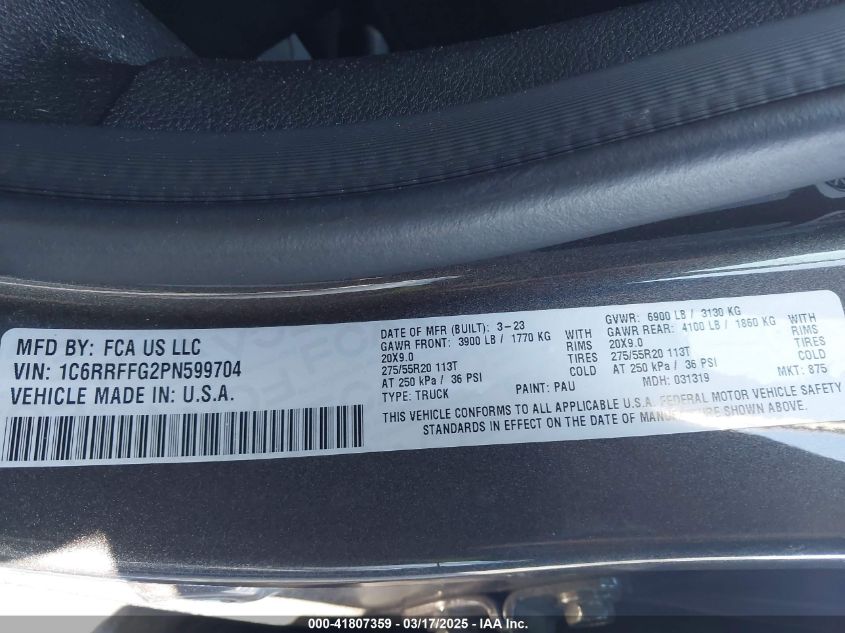 MFD BY: FCA US LLC
VIN: 1C6RRFFG2PN599704
VEHICLE MADE IN: U.S.A.
DATE OF MFR (BUILT): 3-23
GAWR FRONT: 3900 LB / 1770 KG WITH
20X9.0 RIMS
275/55R20 113T TIRES
AT 250 kPa / 36 PSI COLD
TYPE: TRUCK PAINT: PAU
GVWR: 6900 LB / 3130 KG
GAWR REAR: 4100 LB / 1860 KG WITH
20X9.0 RIMS
275/55R20 113T TIRES
AT 250 kPa / 36 PSI COLD
MDH: 031319 MKT: 875
THIS VEHICLE CONFORMS TO ALL APPLICABLE U.S.A. FEDERAL MOTOR VEHICLE SAFETY
STANDARDS IN EFFECT ON THE DATE OF MANUFACTURE SHOWN ABOVE.
000-41807359 - 03/17/2025 - IAA Inc.